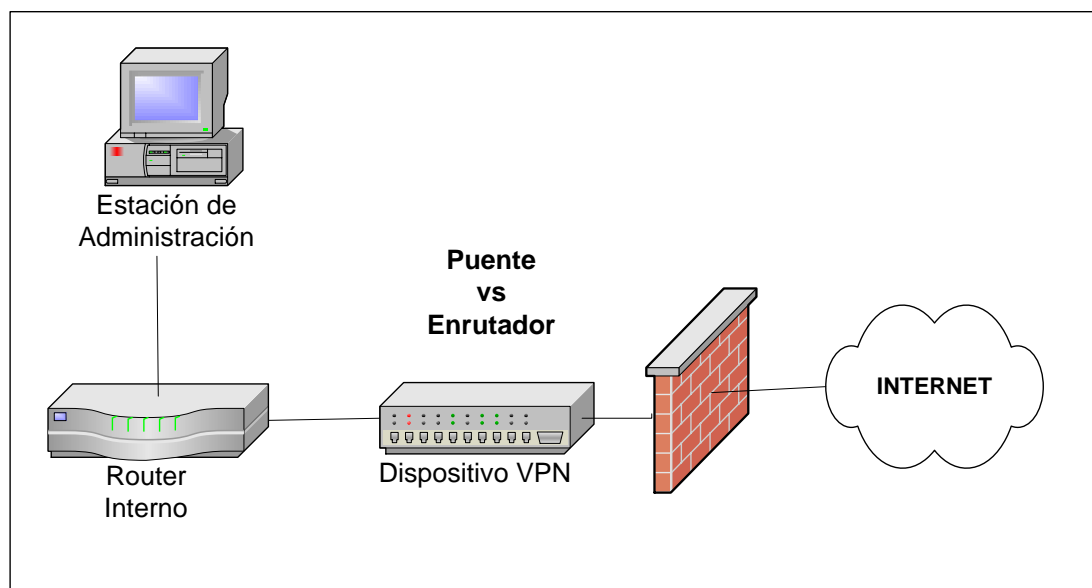 Estación de
Administración
Puente
vs
Enrutador
INTERNET
Router
Interno
Dispositivo VPN